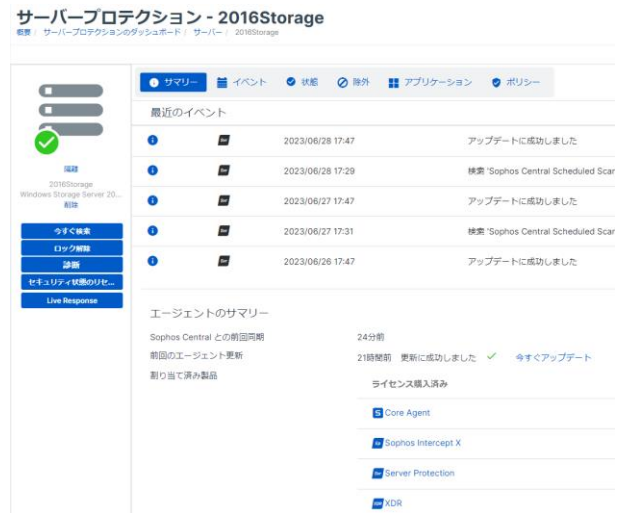 サーバープロテクション - 2016Storage
概要 / サーバープロテクションのダッシュボード / サーバー / 2016Storage
サマリー イベント 状態 除外 アプリケーション ポリシー
最近のイベント
2023/06/28 17:47 アップデートに成功しました
2023/06/28 17:29 検索 'Sophos Central Scheduled Scan
2023/06/27 17:47 アップデートに成功しました
2023/06/27 17:31 検索 'Sophos Central Scheduled Scan
2023/06/26 17:47 アップデートに成功しました
隔離
2016Storage
Windows Storage Server 20...
削除
今すぐ検索
ロック解除
診断
セキュリティ状態のリセ...
Live Response
エージェントのサマリー
Sophos Central との前回同期 24分前
前回のエージェント更新 21時間前 更新に成功しました 今すぐアップデート
割り当て済み製品
ライセンス購入済み
Core Agent
Sophos Intercept X
Server Protection
XDR